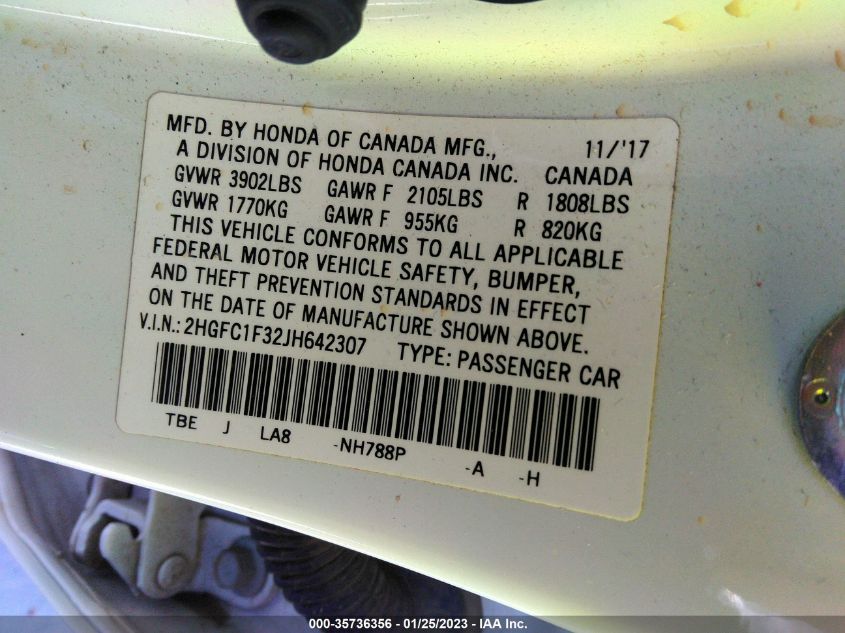 MFD. BY HONDA OF CANADA MFG., 11/'17
A DIVISION OF HONDA CANADA INC. CANADA
GVWR 3902LBS GAWR F 2105LBS R 1808LBS
GVWR 1770KG GAWR F 955KG R 820KG
THIS VEHICLE CONFORMS TO ALL APPLICABLE
FEDERAL MOTOR VEHICLE SAFETY, BUMPER,
AND THEFT PREVENTION STANDARDS IN EFFECT
ON THE DATE OF MANUFACTURE SHOWN ABOVE.
V.I.N.: 2HGFC1F32JH642307 TYPE: PASSENGER CAR
TBE J LA8 -NH788P -A -H
000-35736356 - 01/25/2023 - IAA Inc.